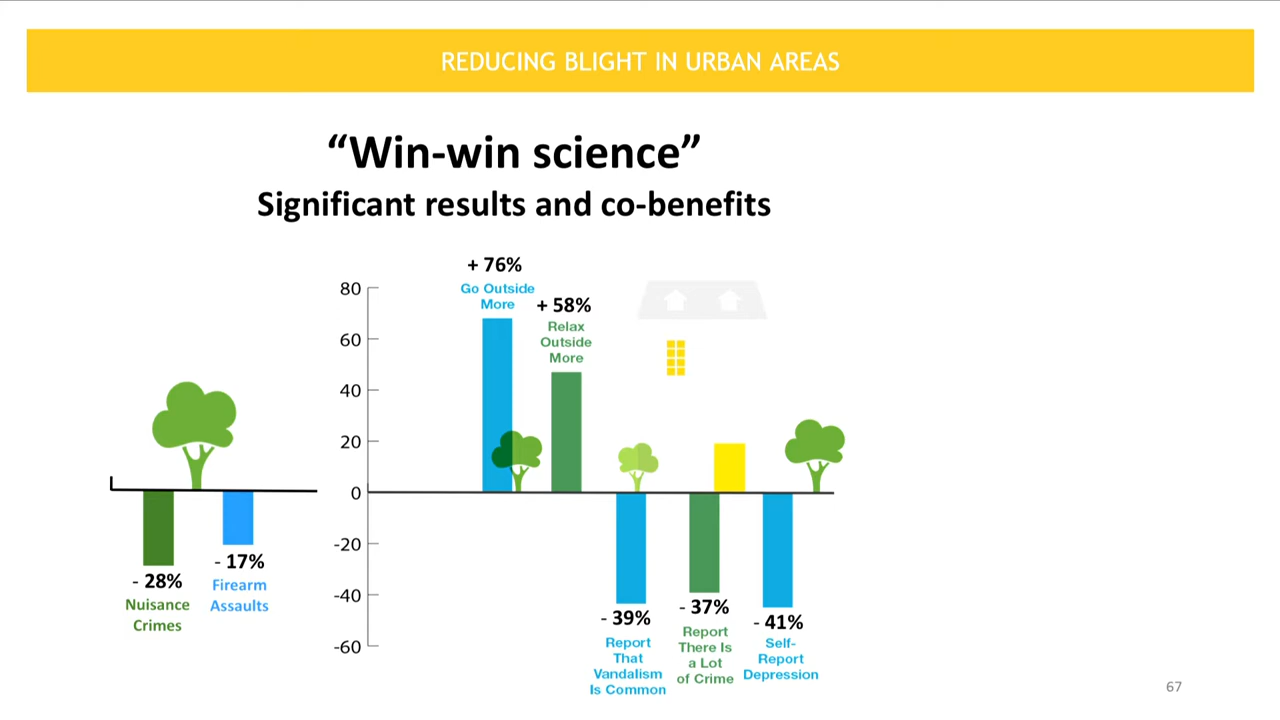 REDUCING BLIGHT IN URBAN AREAS
“Win-win science”
Significant results and co-benefits
+ 76%
Go Outside
More
+ 58%
Relax
Outside
More
80
60
40
20
0
-20
-40
-60
- 28%
Nuisance
Crimes
- 17%
Firearm
Assaults
- 39%
Report
That
Vandalism
Is Common
- 37%
Report
There Is
a Lot
of Crime
- 41%
Self-
Report
Depression
67